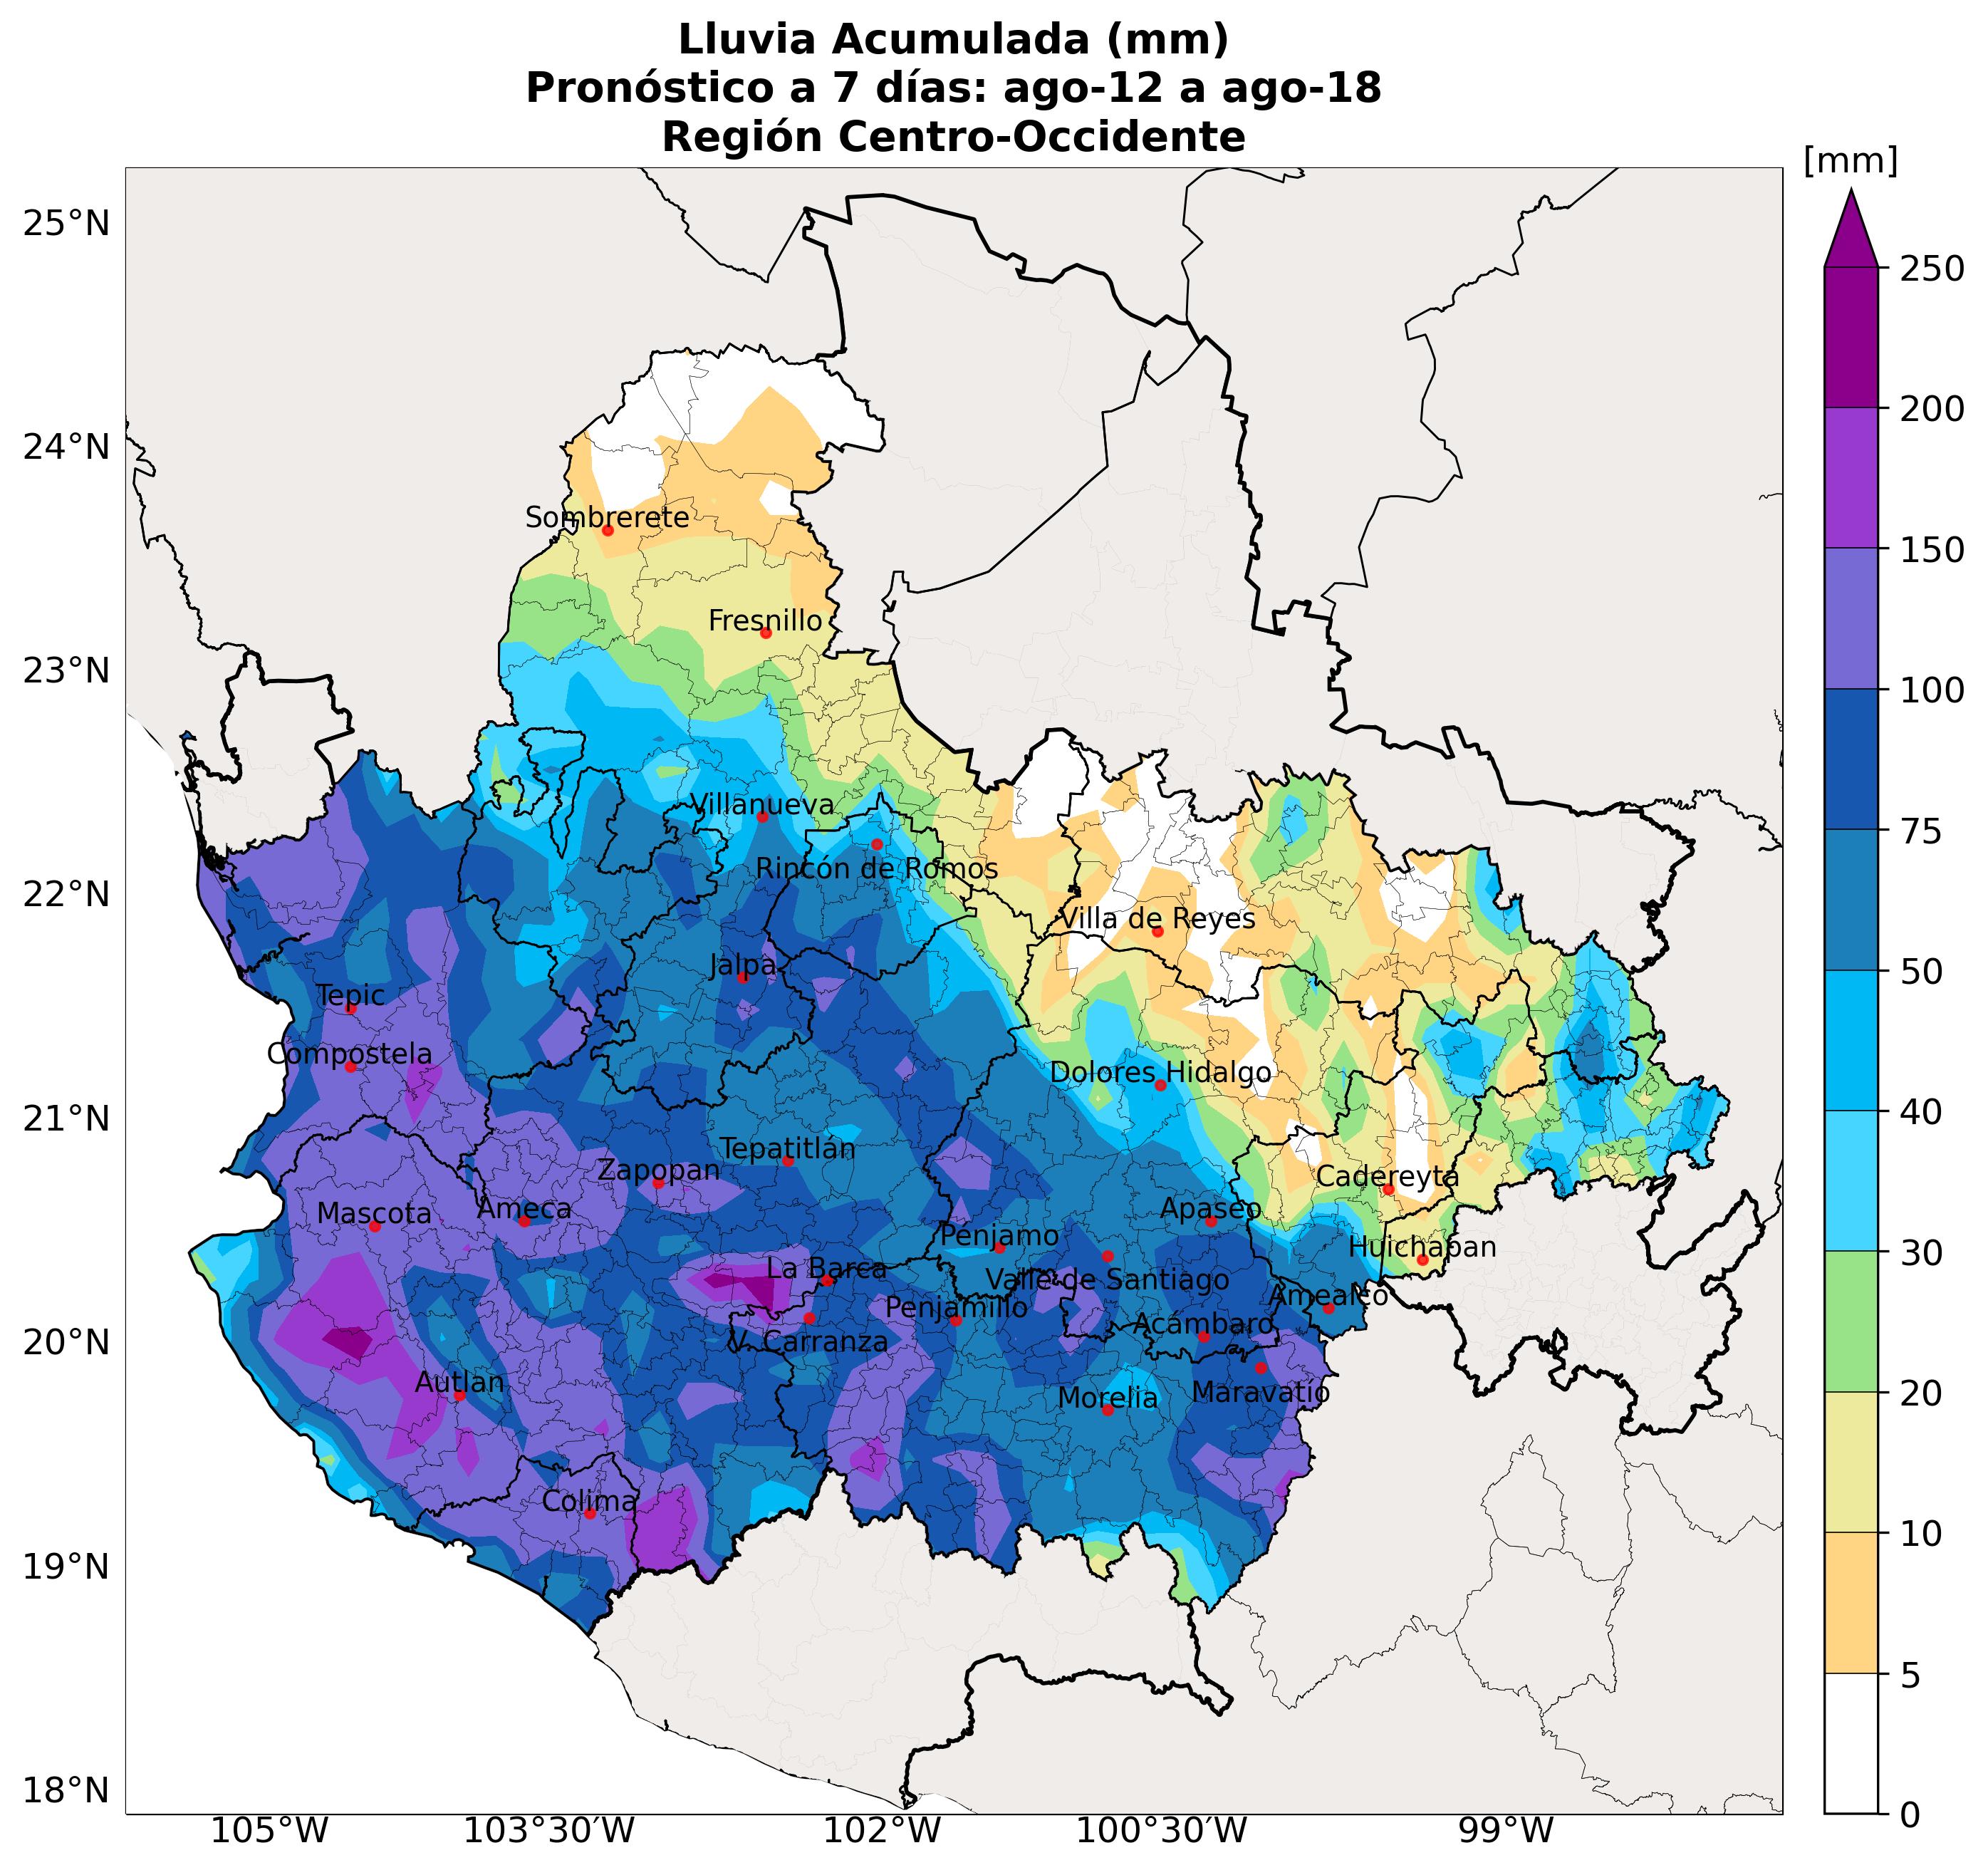 Lluvia Acumulada (mm)
Pronóstico a 7 días: ago-12 a ago-18
Región Centro-Occidente
[mm]
25°N
24°N
23°N
22°N
21°N
20°N
19°N
18°N
105°W
103°30'W
102°W
100°30'W
99°W
250
200
150
100
75
50
40
30
20
10
5
0
Sombrerete
Fresnillo
Villanueva
Rincón de Romos
Villa de Reyes
Jalpa
Tepic
Compostela
Dolores Hidalgo
Tepatitlán
Zapopan
Cadereyta
Mascota
Ameca
Apaseo
Penjamo
Huichapan
La Barca
Valle de Santiago
Amealco
Penjamillo
Acámbaro
V. Carranza
Autlan
Morelia
Maravatío
Colima